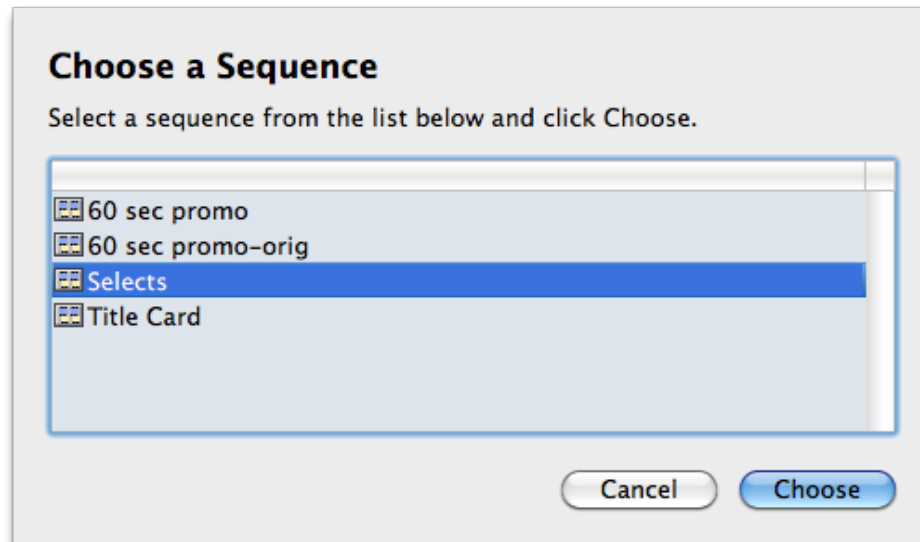 Choose a Sequence
Select a sequence from the list below and click Choose.
60 sec promo
60 sec promo-orig
Selects
Title Card
Cancel
Choose